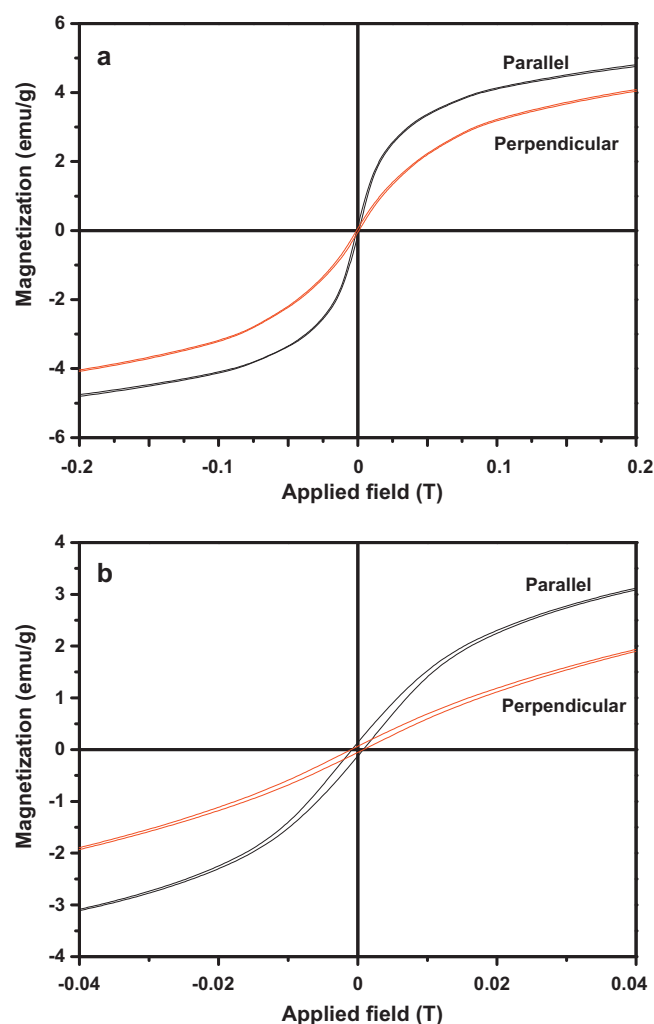 a
6
4
2
0
-2
-4
-6
Parallel
Perpendicular
Magnetization (emu/g)
-0.2 -0.1 0 0.1 0.2
Applied field (T)
b
4
3
2
1
0
-1
-2
-3
-4
Parallel
Perpendicular
Magnetization (emu/g)
-0.04 -0.02 0 0.02 0.04
Applied field (T)